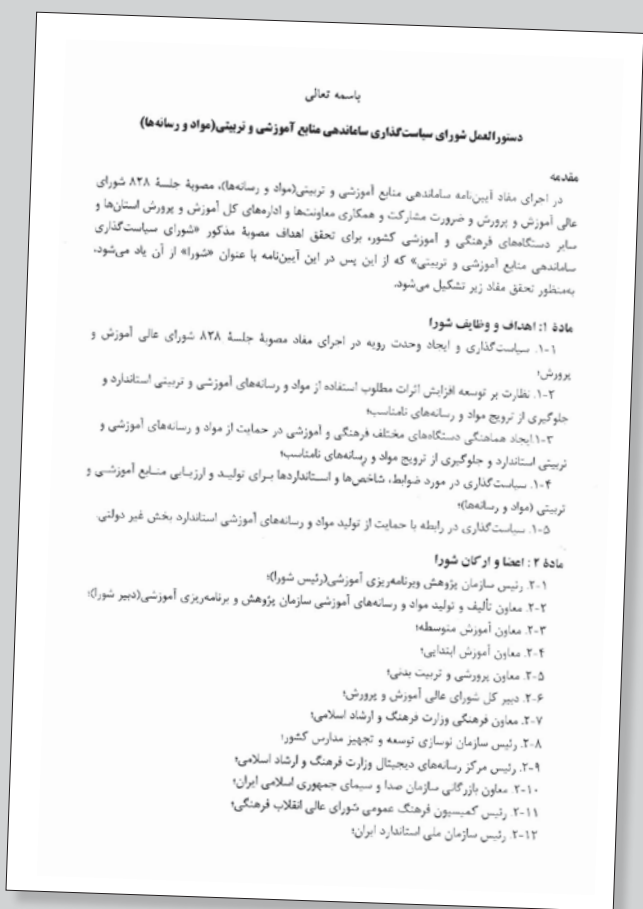 باسمه تعالی
دستورالعمل شورای سیاست‌گذاری ساماندهی منابع آموزشی و تربیتی(مواد و رسانه‌ها)
مقدمه
در اجرای مفاد آیین‌نامه ساماندهی منابع آموزشی و تربیتی(مواد و رسانه‌ها)، مصوبهٔ جلسهٔ ۸۲۸ شورای
عالی آموزش و پرورش و ضرورت مشارکت و همکاری معاونت‌ها و اداره‌های کل آموزش و پرورش استان‌ها و
سایر دستگاه‌های فرهنگی و آموزشی کشور، برای تحقق اهداف مصوبهٔ مذکور «شورای سیاست‌گذاری
ساماندهی منابع آموزشی و تربیتی» که از این پس در این آیین‌نامه با عنوان «شورا» از آن یاد می‌شود،
به‌منظور تحقق مفاد زیر تشکیل می‌شود.
مادهٔ ۱: اهداف و وظایف شورا
۱-۱. سیاست‌گذاری و ایجاد وحدت رویه در اجرای مفاد مصوبهٔ جلسهٔ ۸۲۸ شورای عالی آموزش و
پرورش؛
۱-۲. نظارت بر توسعه افزایش اثرات مطلوب استفاده از مواد و رسانه‌های آموزشی و تربیتی استاندارد و
جلوگیری از ترویج مواد و رسانه‌های نامناسب؛
۱-۳.ایجاد هماهنگی دستگاه‌های مختلف فرهنگی و آموزشی در حمایت از مواد و رسانه‌های آموزشی و
تربیتی استاندارد و جلوگیری از ترویج مواد و رسانه‌های نامناسب؛
۱-۴. سیاست‌گذاری در مورد ضوابط، شاخص‌ها و استانداردها برای تولید و ارزیابی منابع آموزشی و
تربیتی (مواد و رسانه‌ها)؛
۱-۵. سیاست‌گذاری در رابطه با حمایت از تولید مواد و رسانه‌های آموزشی استاندارد بخش غیر دولتی.
مادهٔ ۲ : اعضا و ارکان شورا
۲-۱. رئیس سازمان پژوهش وبرنامه‌ریزی آموزشی(رئیس شورا)؛
۲-۲. معاون تألیف و تولید مواد و رسانه‌های آموزشی سازمان پژوهش و برنامه‌ریزی آموزشی(دبیر شورا)؛
۲-۳. معاون آموزش متوسطه؛
۲-۴. معاون آموزش ابتدایی؛
۲-۵. معاون پرورشی و تربیت بدنی؛
۲-۶. دبیر کل شورای عالی آموزش و پرورش؛
۲-۷. معاون فرهنگی وزارت فرهنگ و ارشاد اسلامی؛
۲-۸. رئیس سازمان نوسازی توسعه و تجهیز مدارس کشور؛
۲-۹. رئیس مرکز رسانه‌های دیجیتال وزارت فرهنگ و ارشاد اسلامی؛
۲-۱۰. معاون بازرگانی سازمان صدا و سیمای جمهوری اسلامی ایران؛
۲-۱۱. رئیس کمیسیون فرهنگ عمومی شورای عالی انقلاب فرهنگی؛
۲-۱۲. رئیس سازمان ملی استاندارد ایران؛